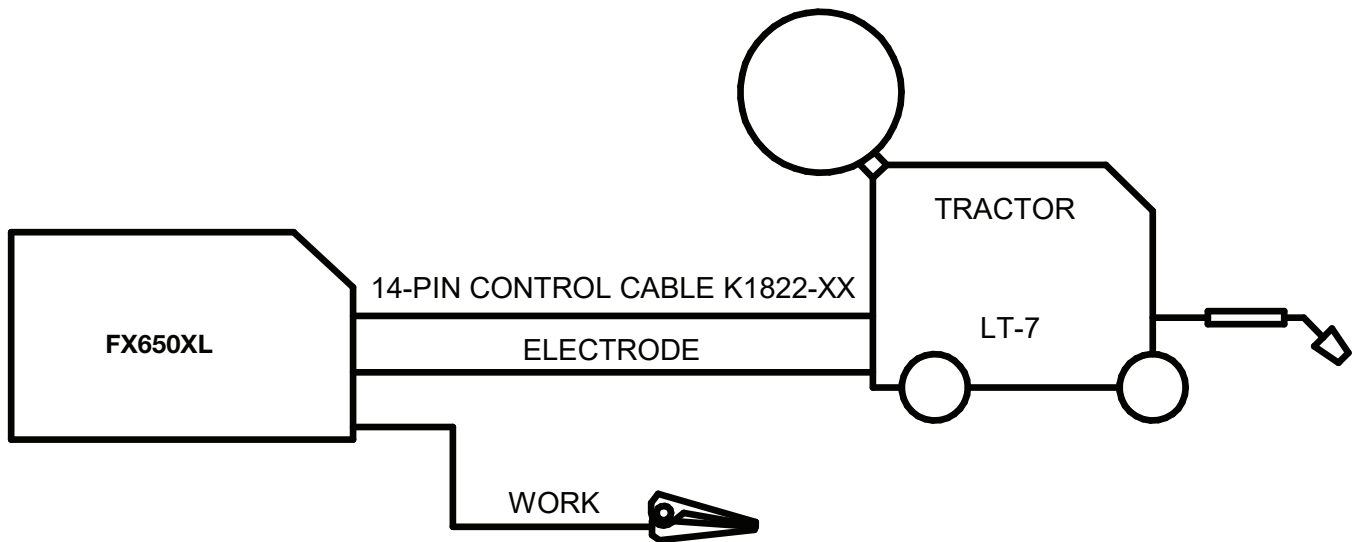 TRACTOR
14-PIN CONTROL CABLE K1822-XX
LT-7
FX650XL
ELECTRODE
WORK